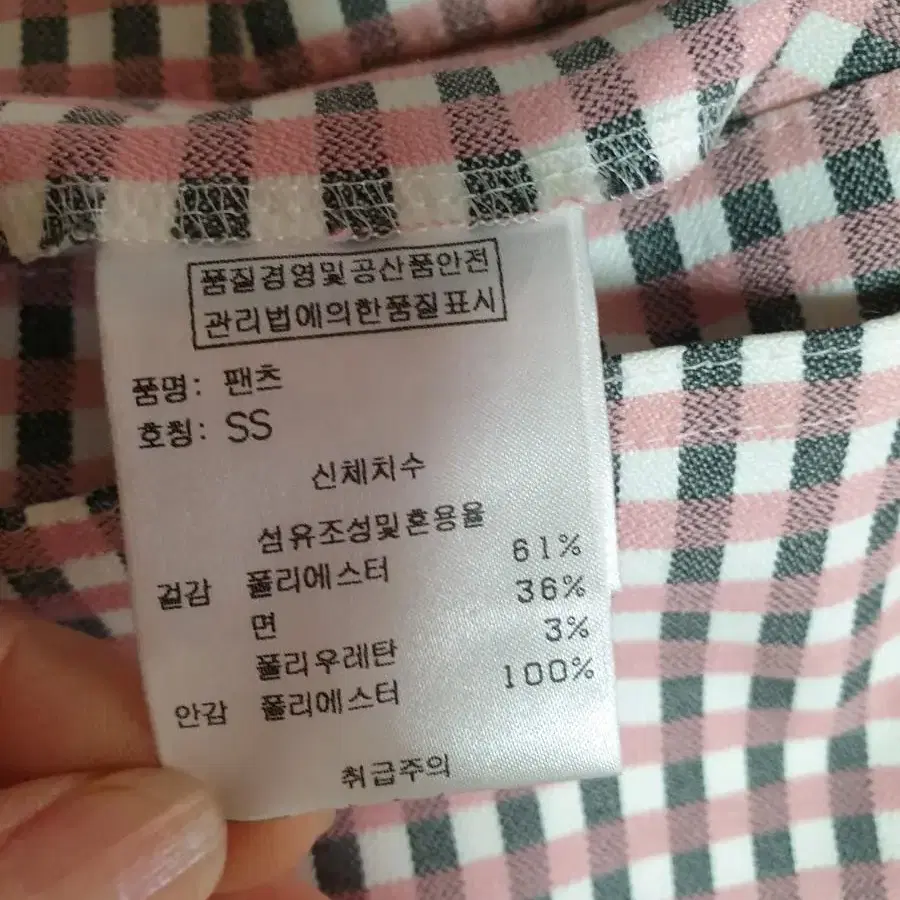 품질경영및공산품안전
관리법에의한품질표시
품명: 팬츠
호칭: SS
신체치수
섬유조성및혼용율
겉감 폴리에스터 61%
면 36%
폴리우레탄 3%
안감 폴리에스터 100%
취급주의